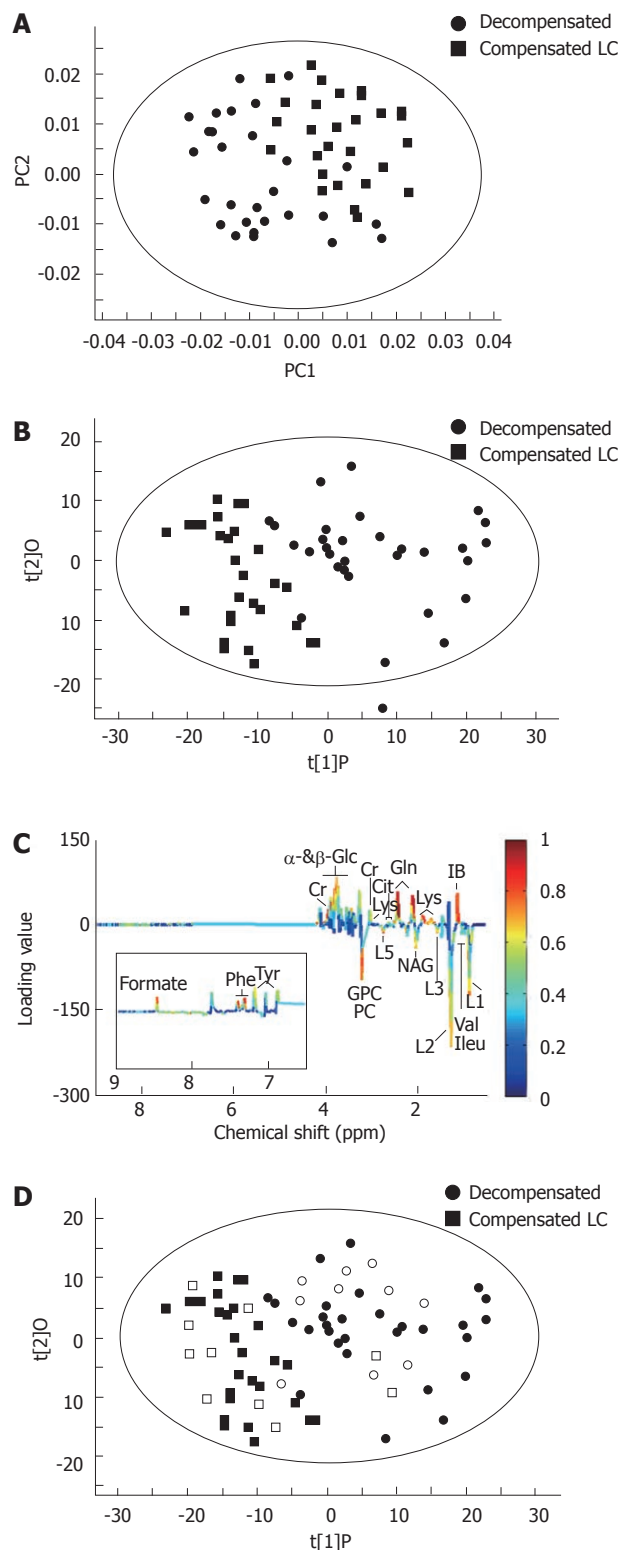 A
Decompensated
Compensated LC
0.02
0.01
0.00
-0.01
-0.02
PC2
-0.04 -0.03 -0.02 -0.01 0.00 0.01 0.02 0.03 0.04
PC1
B
Decompensated
Compensated LC
20
10
0
10
-20
t[2]O
-30 -20 -10 0 10 20 30
t[1]P
C
150
0
-150
-300
Loading value
α-&β-Glc
Cr
Cr
Cit
Lys
Gln
Lys
IB
L5
NAG
GPC
PC
L3
L1
L2
Val
Ileu
Formate
Phe
Tyr
9 8 7
8 6 4 2
Chemical shift (ppm)
1
0.8
0.6
0.4
0.2
0
D
Decompensated
Compensated LC
20
10
0
10
-20
t[2]O
-30 -20 -10 0 10 20 30
t[1]P